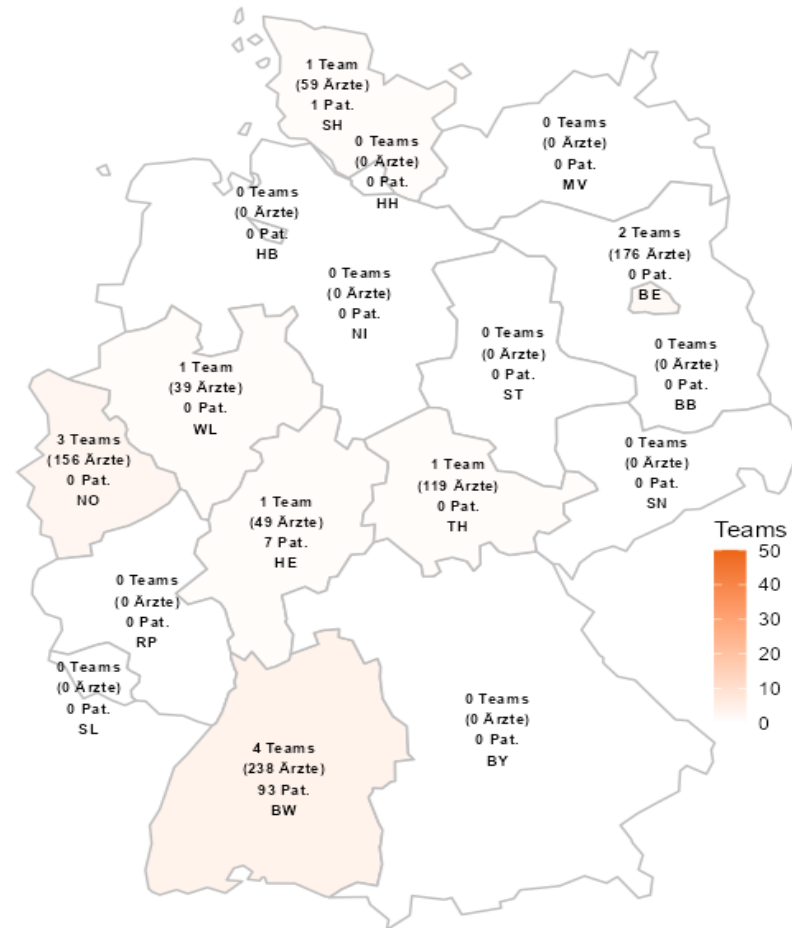 1 Team
(59 Ärzte)
1 Pat.
SH
0 Teams
(0 Ärzte)
0 Pat.
HH
0 Teams
(0 Ärzte)
0 Pat.
MV
0 Teams
(0 Ärzte)
0 Pat.
HB
2 Teams
(176 Ärzte)
0 Pat.
BE
0 Teams
(0 Ärzte)
0 Pat.
NI
0 Teams
(0 Ärzte)
0 Pat.
ST
0 Teams
(0 Ärzte)
0 Pat.
BB
1 Team
(39 Ärzte)
0 Pat.
WL
3 Teams
(156 Ärzte)
0 Pat.
NO
1 Team
(49 Ärzte)
7 Pat.
HE
1 Team
(119 Ärzte)
0 Pat.
TH
0 Teams
(0 Ärzte)
0 Pat.
SN
0 Teams
(0 Ärzte)
0 Pat.
RP
0 Teams
(0 Ärzte)
0 Pat.
SL
4 Teams
(238 Ärzte)
93 Pat.
BW
0 Teams
(0 Ärzte)
0 Pat.
BY
Teams
50
40
30
20
10
0